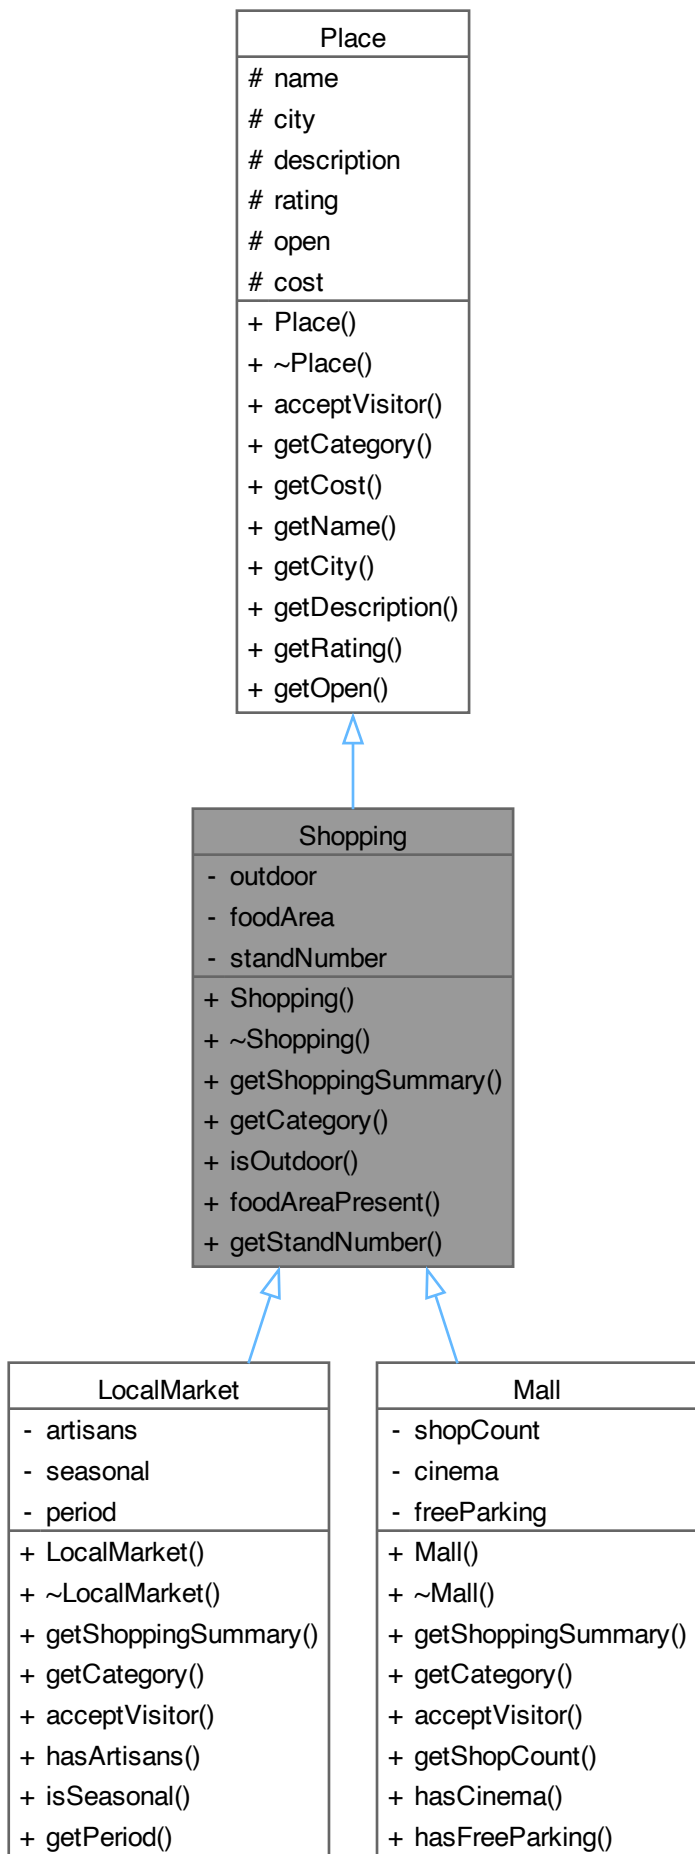 Place
# name
# city
# description
# rating
# open
# cost
+ Place()
+ ~Place()
+ acceptVisitor()
+ getCategory()
+ getCost()
+ getName()
+ getCity()
+ getDescription()
+ getRating()
+ getOpen()
Shopping
- outdoor
- foodArea
- standNumber
+ Shopping()
+ ~Shopping()
+ getShoppingSummary()
+ getCategory()
+ isOutdoor()
+ foodAreaPresent()
+ getStandNumber()
LocalMarket
- artisans
- seasonal
- period
+ LocalMarket()
+ ~LocalMarket()
+ getShoppingSummary()
+ getCategory()
+ acceptVisitor()
+ hasArtisans()
+ isSeasonal()
+ getPeriod()
Mall
- shopCount
- cinema
- freeParking
+ Mall()
+ ~Mall()
+ getShoppingSummary()
+ getCategory()
+ acceptVisitor()
+ getShopCount()
+ hasCinema()
+ hasFreeParking()